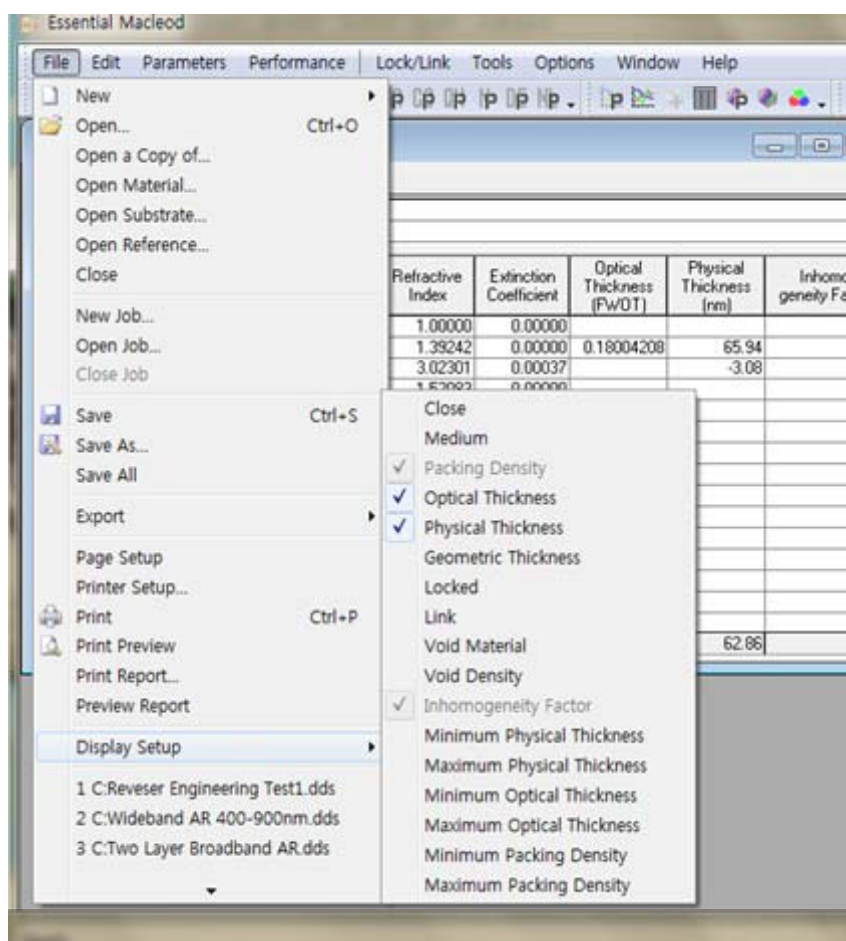 Essential Macleod
File Edit Parameters Performance Lock/Link Tools Options Window Help
New
Open... Ctrl+O
Open a Copy of...
Open Material...
Open Substrate...
Open Reference...
Close
New Job...
Open Job...
Close Job
Save Ctrl+S
Save As...
Save All
Export
Page Setup
Printer Setup...
Print Ctrl+P
Print Preview
Print Report...
Preview Report
Display Setup
1 C:Reveser Engineering Test1.dds
2 C:Wideband AR 400-900nm.dds
3 C:Two Layer Broadband AR.dds
Refractive Index
Extinction Coefficient
Optical Thickness (FWOT)
Physical Thickness (nm)
1.00000 0.00000
1.39242 0.00000 0.18004208 65.94
3.02301 0.00037 -3.08
62.86
Close
Medium
Packing Density
Optical Thickness
Physical Thickness
Geometric Thickness
Locked
Link
Void Material
Void Density
Inhomogeneity Factor
Minimum Physical Thickness
Maximum Physical Thickness
Minimum Optical Thickness
Maximum Optical Thickness
Minimum Packing Density
Maximum Packing Density